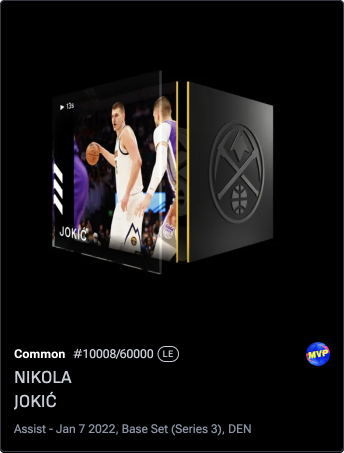 13s
JOKIĆ
Common #10008/60000 LE
MVP
NIKOLA
JOKIĆ
Assist - Jan 7 2022, Base Set (Series 3), DEN